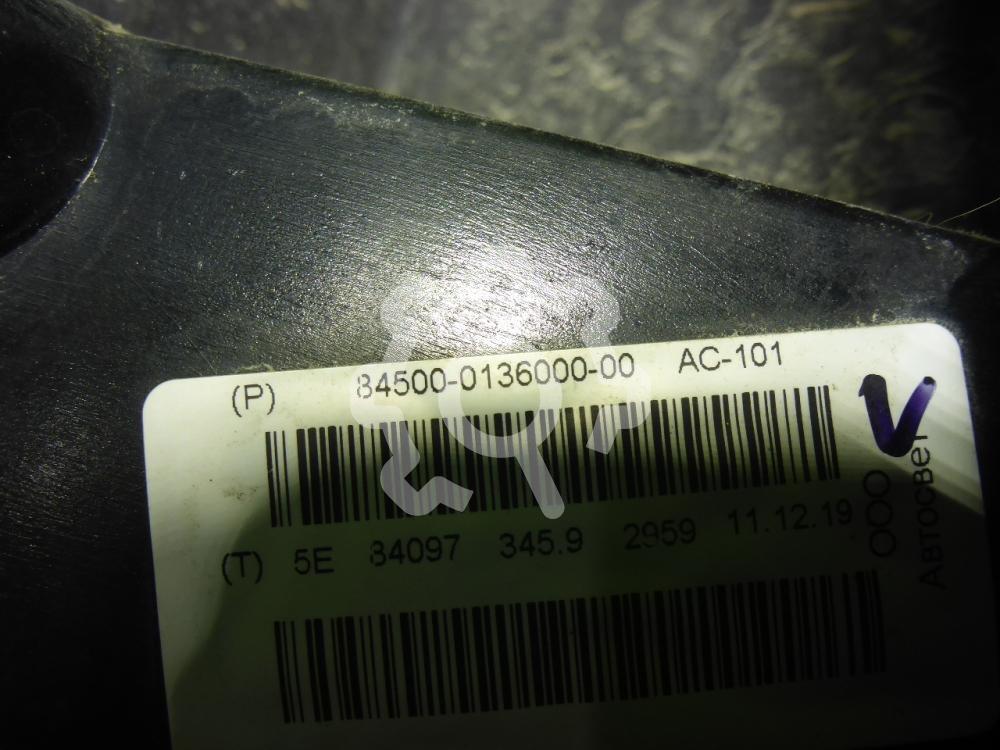 (P) 84500-0136000-00 AC-101
(T) 5E 84097 345.9 2959 11.12.19
ООО
Автосвет